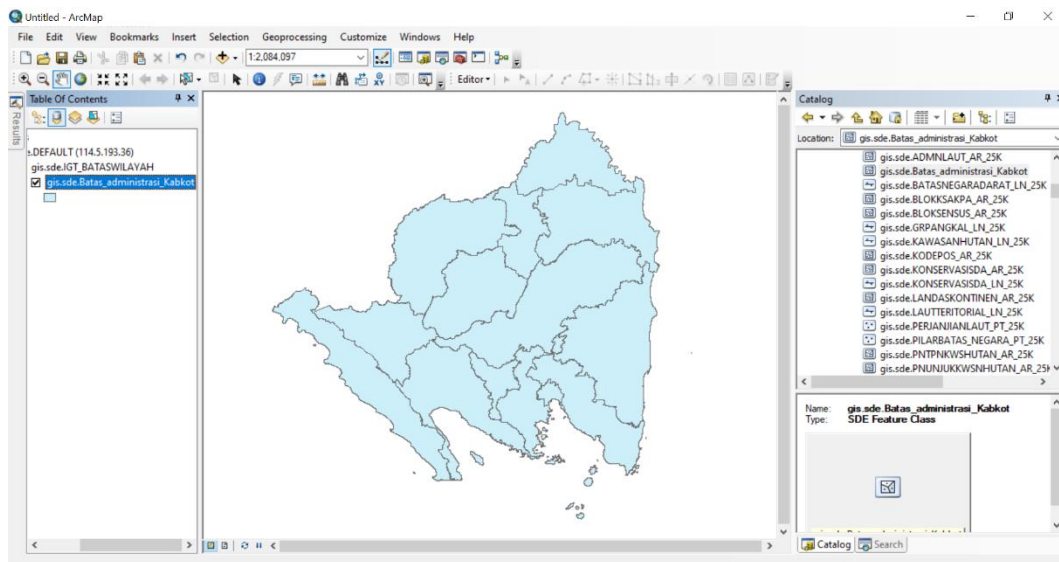 Untitled - ArcMap
File Edit View Bookmarks Insert Selection Geoprocessing Customize Windows Help
1:2,084,097
Editor
Results
Table Of Contents
.DEFAULT (114.5.193.36)
gis.sde.IGT_BATASWILAYAH
gis.sde.Batas_administrasi_Kabkot
Catalog
Location: gis.sde.Batas_administrasi_Kabkot
gis.sde.ADMNLAUT_AR_25K
gis.sde.Batas_administrasi_Kabkot
gis.sde.BATASNEGARADARAT_LN_25K
gis.sde.BLOKKSAKPA_AR_25K
gis.sde.BLOKSENSUS_AR_25K
gis.sde.GRPANGKAL_LN_25K
gis.sde.KAWASANHUTAN_LN_25K
gis.sde.KODEPOS_AR_25K
gis.sde.KONSERVASISDA_AR_25K
gis.sde.KONSERVASISDA_LN_25K
gis.sde.LANDASKONTINEN_AR_25K
gis.sde.LAUTTERITORIAL_LN_25K
gis.sde.PERJANJIANLAUT_PT_25K
gis.sde.PILARBATAS_NEGARA_PT_25K
gis.sde.PNTPNKWSHUTAN_AR_25K
gis.sde.PNUNJUKKWSNHUTAN_AR_25K
Name: gis.sde.Batas_administrasi_Kabkot
Type: SDE Feature Class
Catalog Search